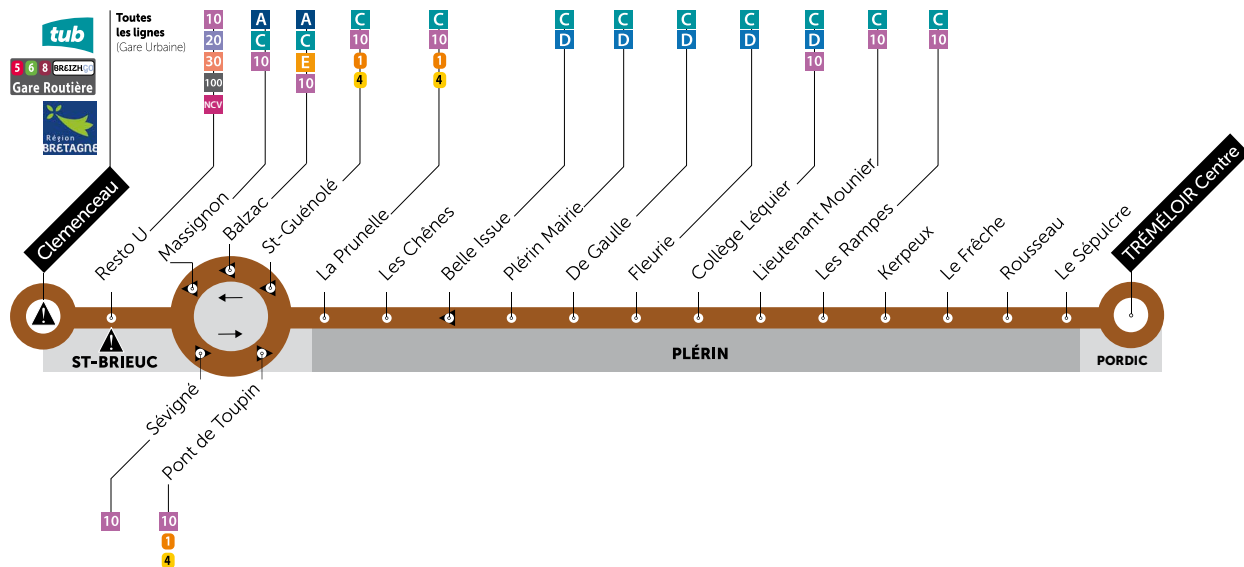 tub
5 6 8 BREIZHGO
Gare Routière
Région
BRETAGNE
Toutes
les lignes
(Gare Urbaine)
10
20
30
100
NCV
A
C
10
A
C
E
10
C
10
1
4
C
10
1
4
C
D
C
D
C
D
C
D
C
D
10
C
10
C
10
Clemenceau
Resto U
Massignon
Balzac
St-Guénolé
La Prunelle
Les Chênes
Belle Issue
Plérin Mairie
De Gaulle
Fleurie
Collège Léquier
Lieutenant Mounier
Les Rampes
Kerpeux
Le Frêche
Rousseau
Le Sépulcre
TRÉMÉLOIR Centre
ST-BRIEUC
PLÉRIN
PORDIC
Sévigné
Pont de Toupin
10
10
1
4